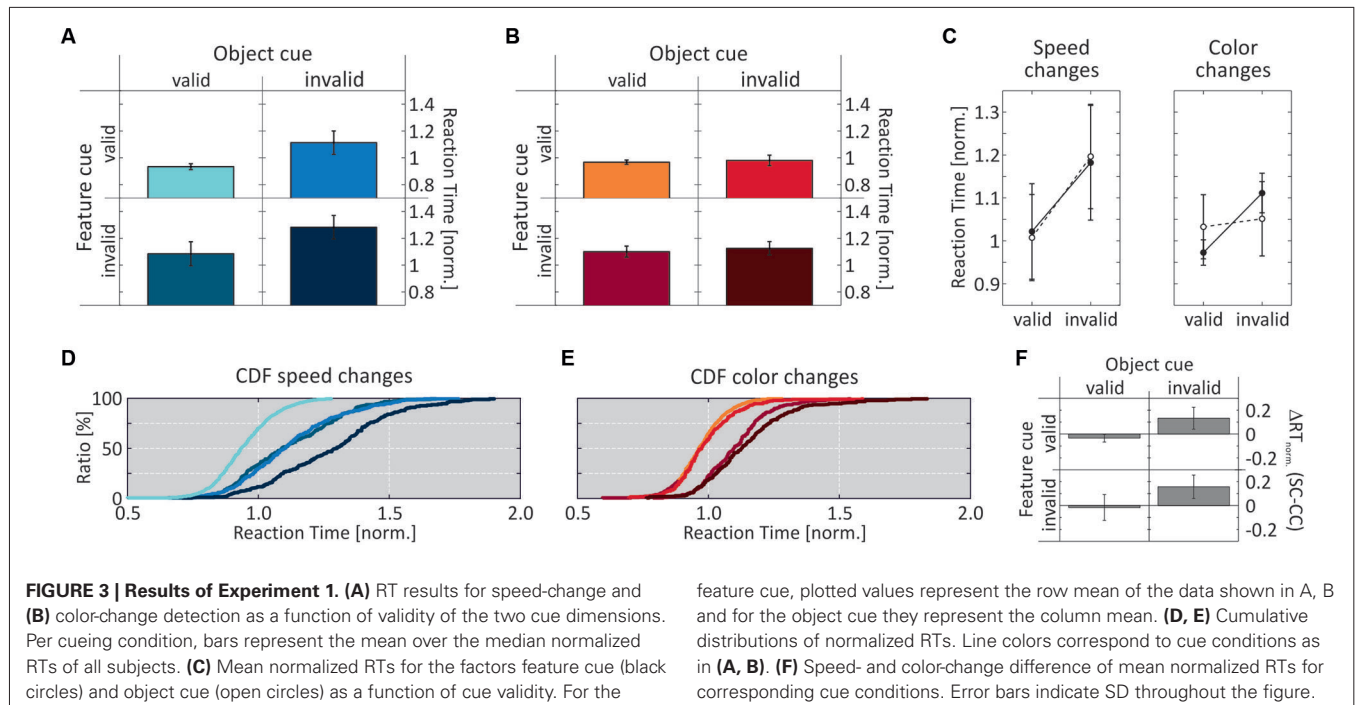 A
Object cue
valid
invalid
Feature cue
valid
invalid
1.4
1.2
1
0.8
1.4
1.2
1
0.8
Reaction Time [norm.]
B
Object cue
valid
invalid
Feature cue
valid
invalid
1.4
1.2
1
0.8
1.4
1.2
1
0.8
Reaction Time [norm.]
C
Speed
changes
Color
changes
Reaction Time [norm.]
1.3
1.2
1.1
1
0.9
valid invalid
valid invalid
D
CDF speed changes
Ratio [%]
100
50
0
0.5 1.0 1.5 2.0
Reaction Time [norm.]
E
CDF color changes
1.0 1.5 2.0
Reaction Time [norm.]
F
Object cue
valid
invalid
Feature cue
valid
invalid
0.2
0
-0.2
0.2
0
-0.2
ΔRTnorm. (SC-CC)
FIGURE 3 | Results of Experiment 1. (A) RT results for speed-change and
(B) color-change detection as a function of validity of the two cue dimensions.
Per cueing condition, bars represent the mean over the median normalized
RTs of all subjects. (C) Mean normalized RTs for the factors feature cue (black
circles) and object cue (open circles) as a function of cue validity. For the
feature cue, plotted values represent the row mean of the data shown in A, B
and for the object cue they represent the column mean. (D, E) Cumulative
distributions of normalized RTs. Line colors correspond to cue conditions as
in (A, B). (F) Speed- and color-change difference of mean normalized RTs for
corresponding cue conditions. Error bars indicate SD throughout the figure.